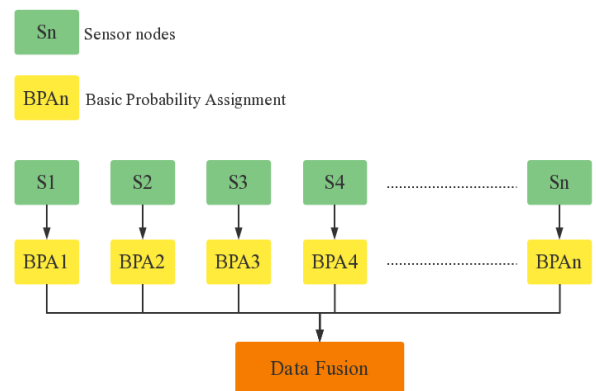 Sn Sensor nodes
BPAn Basic Probability Assignment
S1 S2 S3 S4 Sn
BPA1 BPA2 BPA3 BPA4 BPAn
Data Fusion